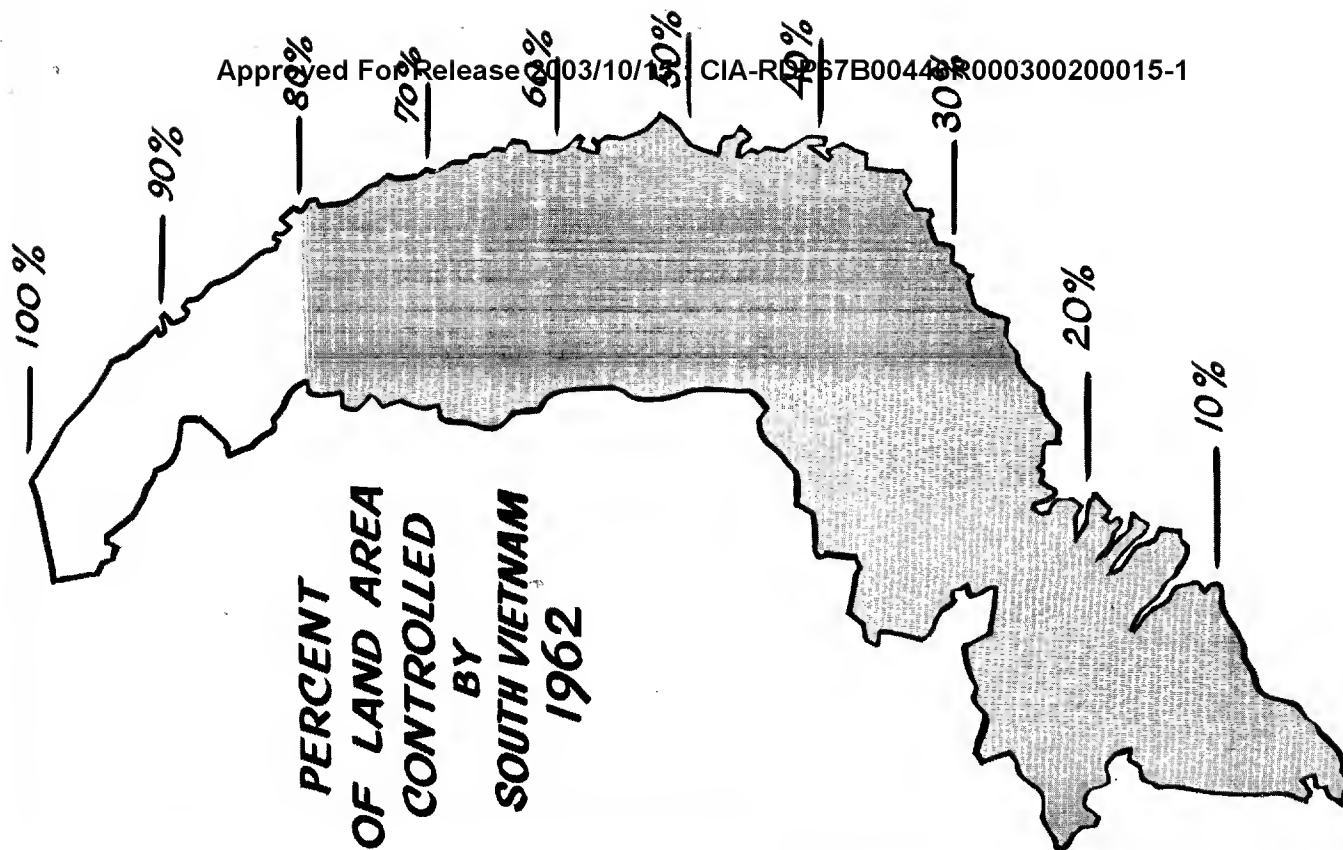 Approved For Release 2003/10/15 : CIA-RDP67B00446R000300200015-1
100%
90%
80%
70%
60%
50%
40%
30%
20%
10%
PERCENT
OF LAND AREA
CONTROLLED
BY
SOUTH VIETNAM
1962